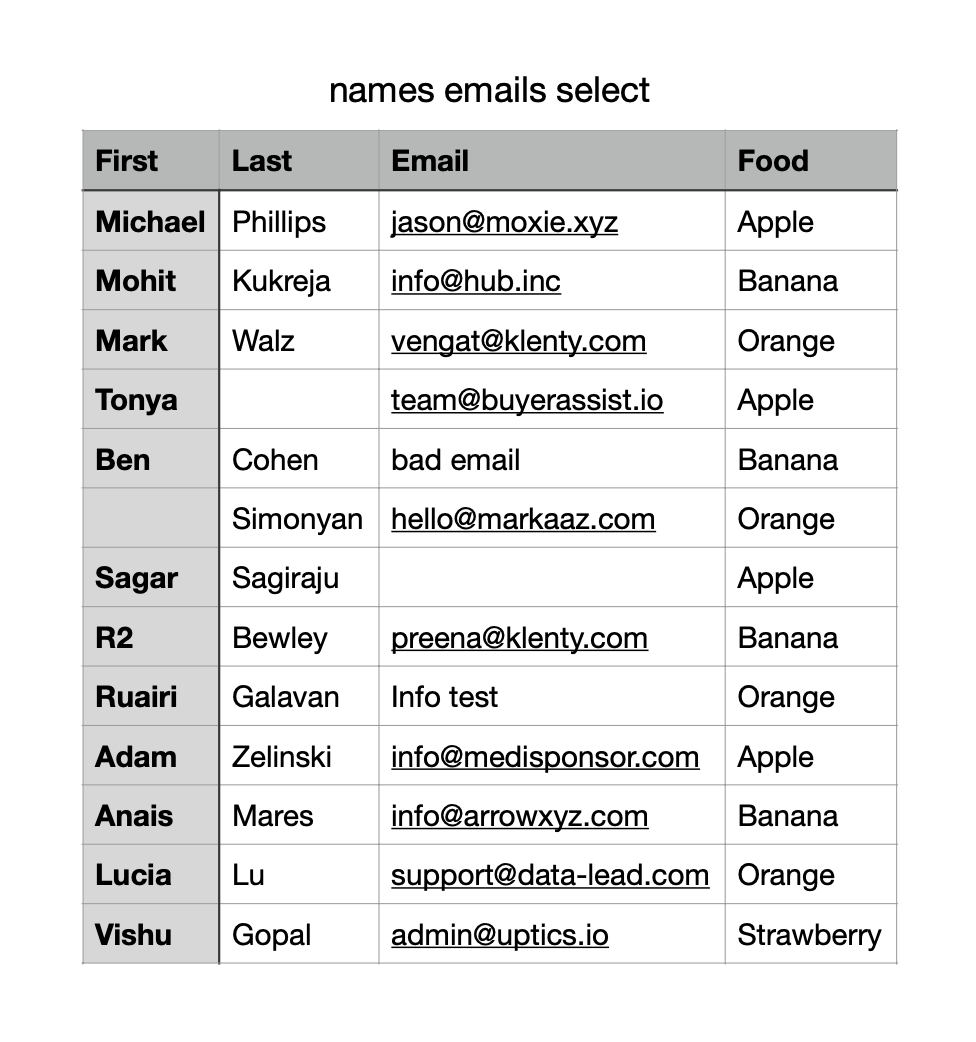 names emails select
First Last Email Food
Michael Phillips jason@moxie.xyz Apple
Mohit Kukreja info@hub.inc Banana
Mark Walz vengat@klenty.com Orange
Tonya team@buyerassist.io Apple
Ben Cohen bad email Banana
Simonyan hello@markaaz.com Orange
Sagar Sagiraju Apple
R2 Bewley preena@klenty.com Banana
Ruairi Galavan Info test Orange
Adam Zelinski info@medisponsor.com Apple
Anais Mares info@arrowxyz.com Banana
Lucia Lu support@data-lead.com Orange
Vishu Gopal admin@uptics.io Strawberry